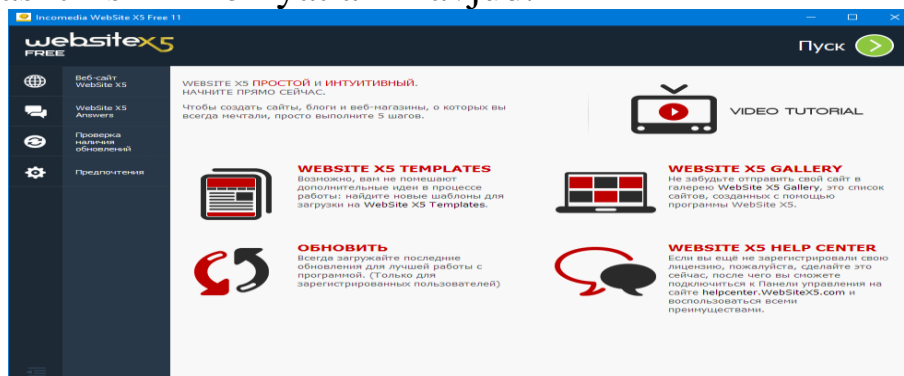 Incomedia WebSite X5 Free 11
websitex5
FREE
Пуск
Веб-сайт
WebSite X5
WebSite X5
Answers
Проверка
наличия
обновлений
Предпочтения
WEBSITE X5 ПРОСТОЙ И ИНТУИТИВНЫЙ.
НАЧНИТЕ ПРЯМО СЕЙЧАС.
Чтобы создать сайты, блоги и веб-магазины, о которых вы
всегда мечтали, просто выполните 5 шагов.
VIDEO TUTORIAL
WEBSITE X5 TEMPLATES
Возможно, вам не помешают
дополнительные идеи в процессе
работы: найдите новые шаблоны для
загрузки на WebSite X5 Templates.
WEBSITE X5 GALLERY
Не забудьте отправить свой сайт в
галерею WebSite X5 Gallery, это список
сайтов, созданных с помощью
программы WebSite X5.
ОБНОВИТЬ
Всегда загружайте последние
обновления для лучшей работы с
программой. (Только для
зарегистрированных пользователей)
WEBSITE X5 HELP CENTER
Если вы ещё не зарегистрировали свою
лицензию, пожалуйста, сделайте это
сейчас, после чего вы сможете
подключиться к Панели управления на
сайте helpcenter.WebSiteX5.com и
воспользоваться всеми
преимуществами.